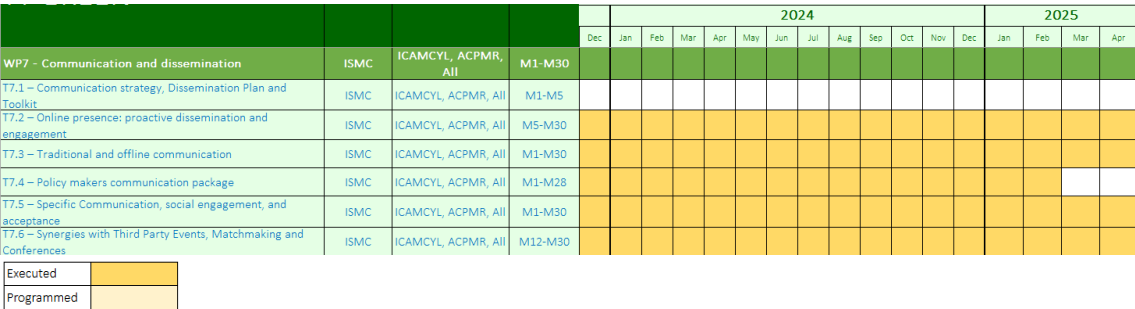 2024 2025
Dec Jan Feb Mar Apr May Jun Jul Aug Sep Oct Nov Dec Jan Feb Mar Apr
WP7 - Communication and dissemination ISMC ICAMCYL, ACPMR, All M1-M30
T7.1 – Communication strategy, Dissemination Plan and
Toolkit ISMC ICAMCYL, ACPMR, All M1-M5
T7.2 – Online presence: proactive dissemination and
engagement ISMC ICAMCYL, ACPMR, All M5-M30
T7.3 – Traditional and offline communication ISMC ICAMCYL, ACPMR, All M1-M30
T7.4 – Policy makers communication package ISMC ICAMCYL, ACPMR, All M1-M28
T7.5 – Specific Communication, social engagement, and
acceptance ISMC ICAMCYL, ACPMR, All M1-M30
T7.6 – Synergies with Third Party Events, Matchmaking and
Conferences ISMC ICAMCYL, ACPMR, All M12-M30
Executed
Programmed